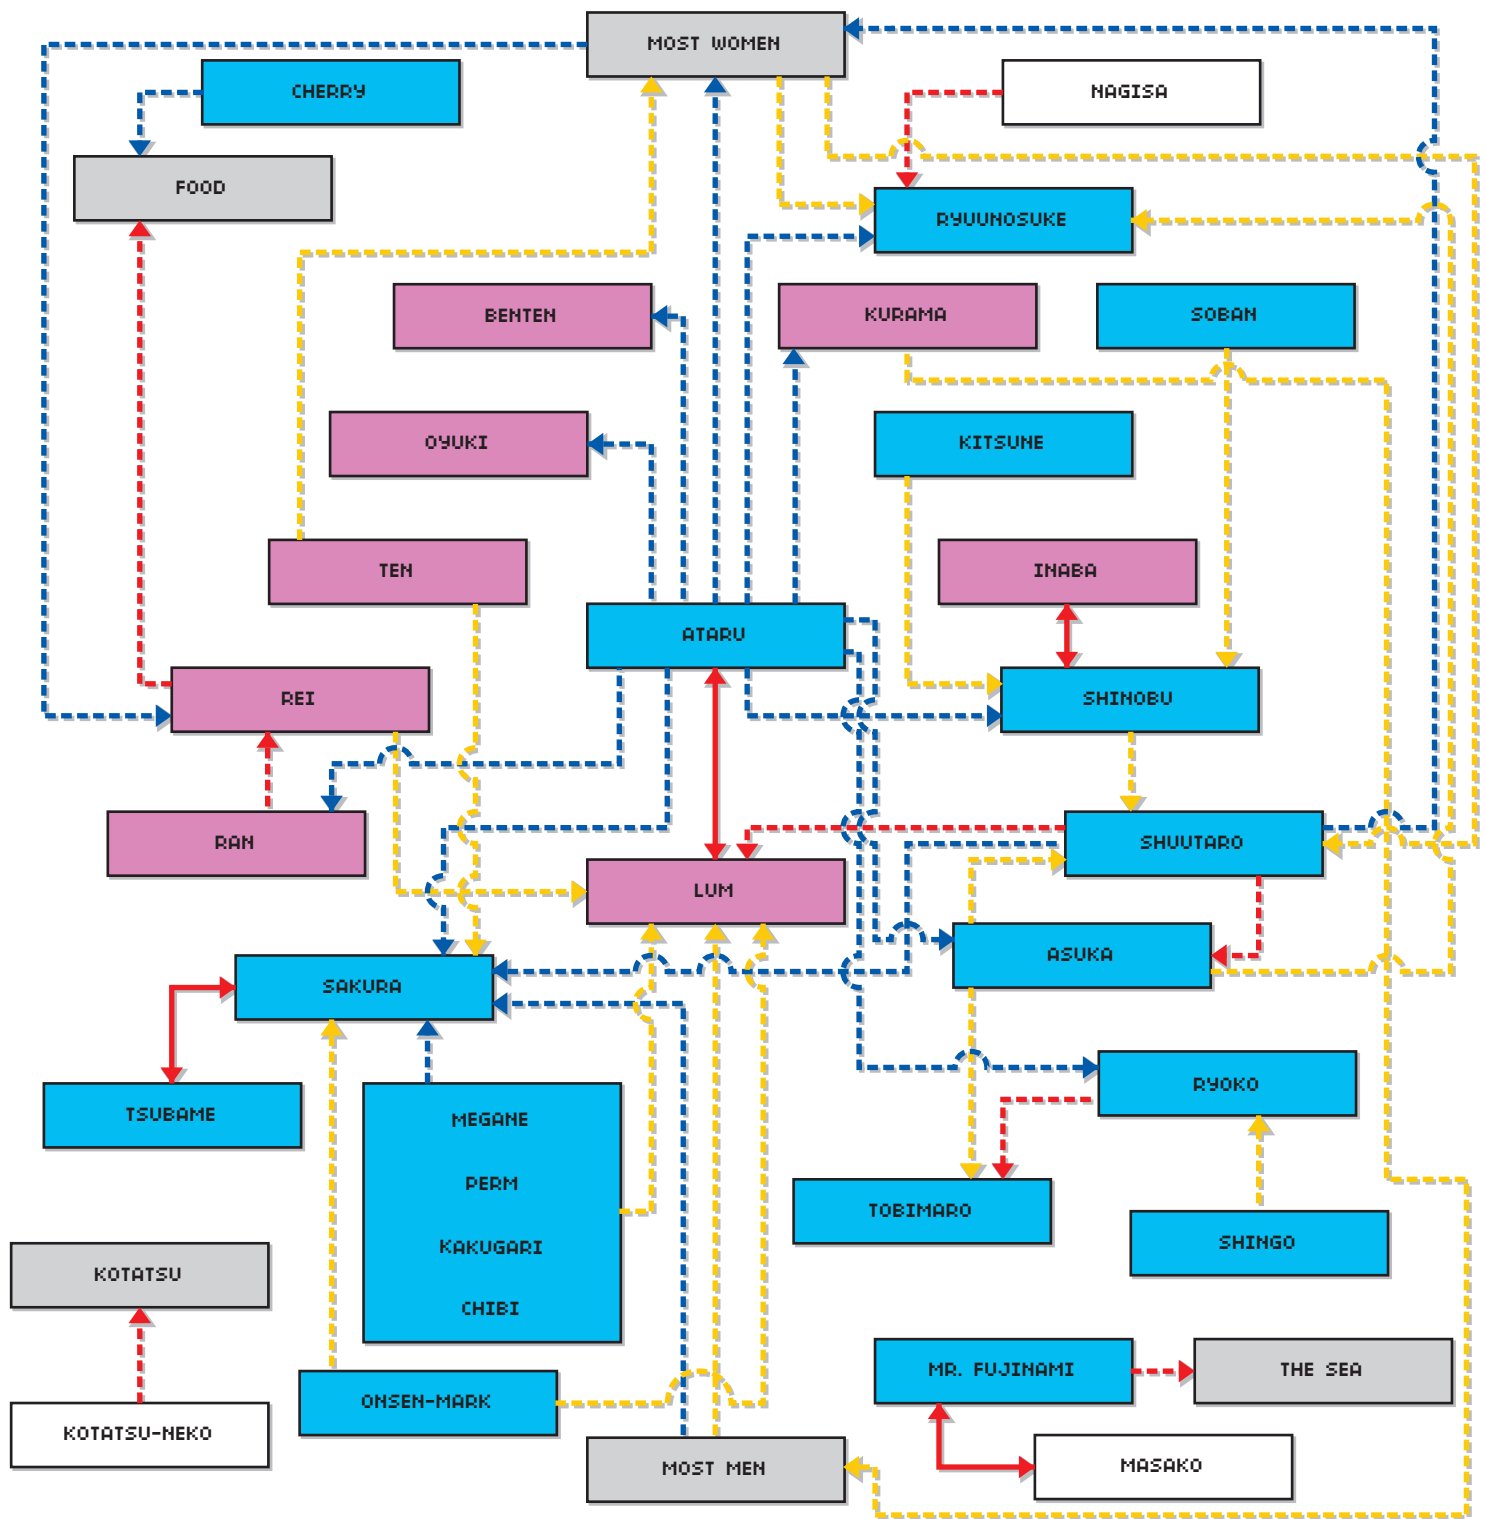 MOST WOMEN
CHERRY
NAGISA
FOOD
RYUUNOSUKE
BENTEN
KURAMA
SOBAN
OYUKI
KITSUNE
TEN
INABA
ATARU
REI
SHINOBU
RAN
SHUUTARO
LUM
ASUKA
SAKURA
RYOKO
TSUBAME
MEGANE
PERM
KAKUGARI
CHIBI
TOBIMARO
SHINGO
KOTATSU
MR. FUJINAMI
THE SEA
ONSEN-MARK
KOTATSU-NEKO
MOST MEN
MASAKO